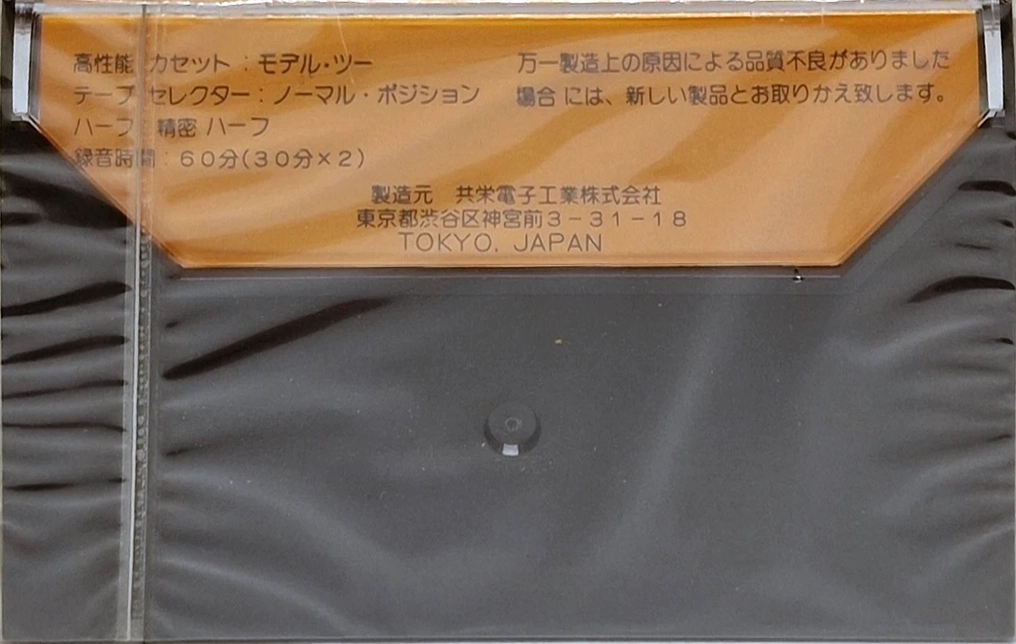 高性能 カセット : モデル・ツー
テープ セレクター : ノーマル・ポジション
ハーフ : 精密 ハーフ
録音時間 : 60分(30分×2)
万一製造上の原因による品質不良がありました
場合には、新しい製品とお取りかえ致します。
製造元 共栄電子工業株式会社
東京都渋谷区神宮前3-31-18
TOKYO. JAPAN